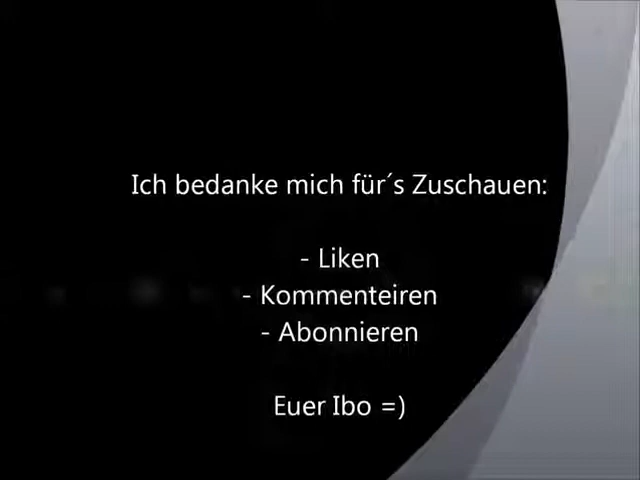 Ich bedanke mich für´s Zuschauen:
- Liken
- Kommenteiren
- Abonnieren
Euer Ibo =)